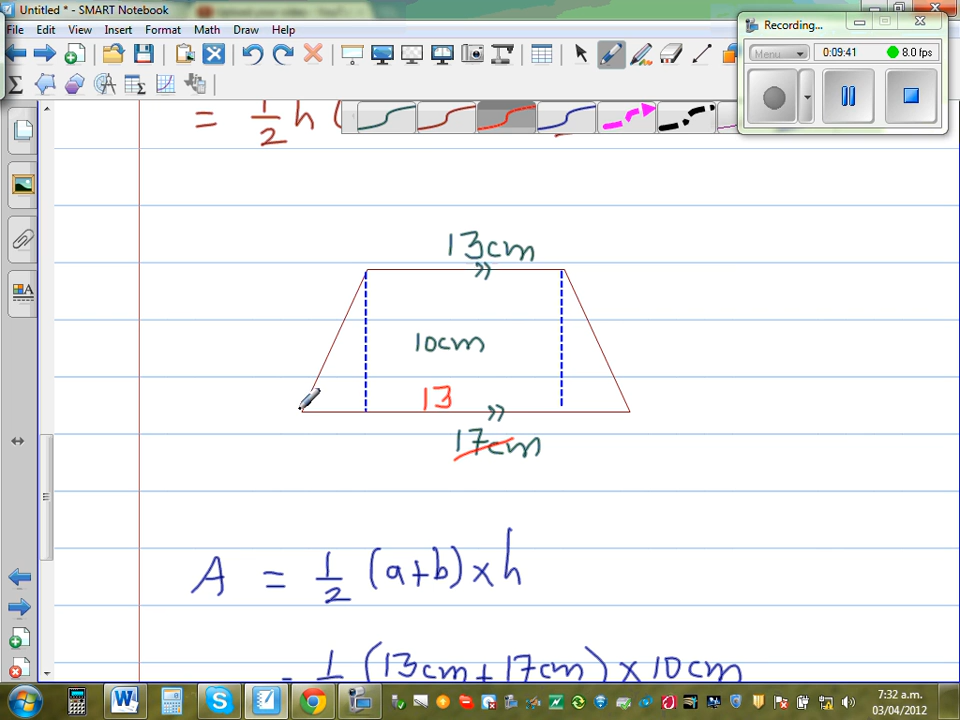 Untitled * - SMART Notebook
File Edit View Insert Format Math Draw Help
Recording...
Menu 0:09:41 8.0 fps
= 1/2 h (
13cm
10cm
13
17cm
A = 1/2 (a+b) × h
= 1/2 (13cm + 17cm) × 10cm
7:32 a.m.
03/04/2012